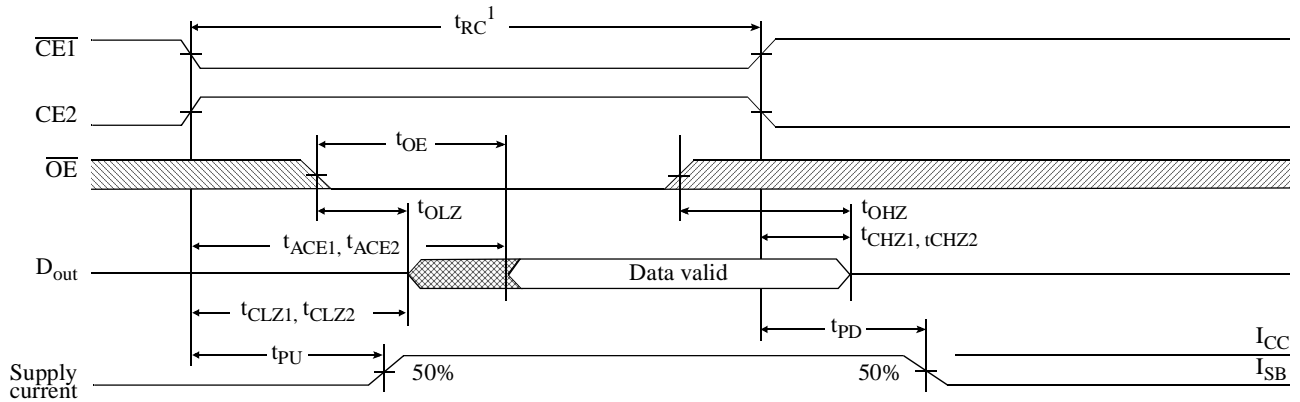 tRC1
CE1
CE2
tOE
OE
tOLZ
tOHZ
tACE1, tACE2
tCHZ1, tCHZ2
Dout
Data valid
tCLZ1, tCLZ2
tPU
tPD
ICC
Supply current
50%
50%
ISB